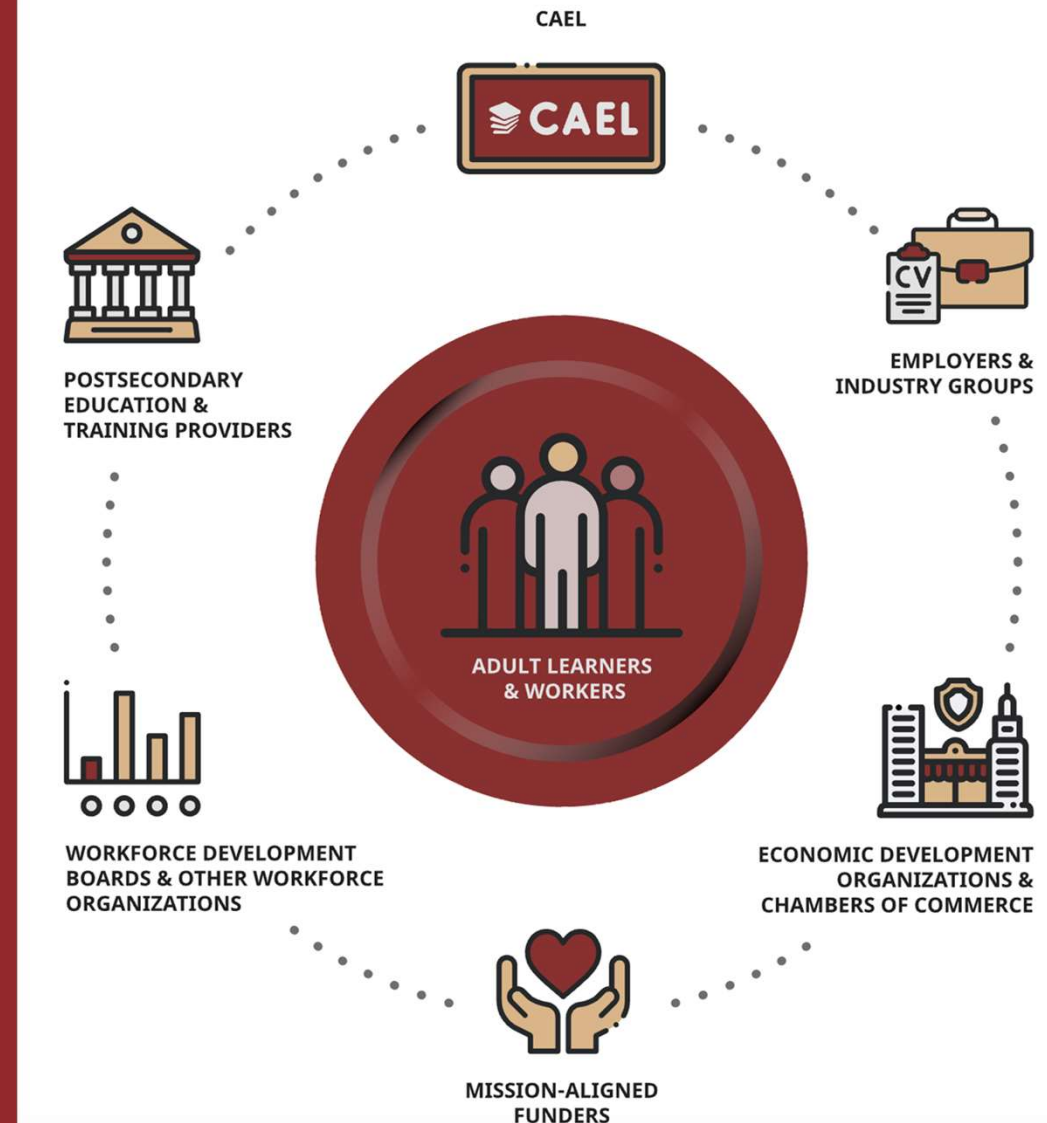 CAEL
CAEL
CV
EMPLOYERS &
INDUSTRY GROUPS
POSTSECONDARY
EDUCATION &
TRAINING PROVIDERS
ADULT LEARNERS
& WORKERS
WORKFORCE DEVELOPMENT
BOARDS & OTHER WORKFORCE
ORGANIZATIONS
ECONOMIC DEVELOPMENT
ORGANIZATIONS &
CHAMBERS OF COMMERCE
MISSION-ALIGNED
FUNDERS